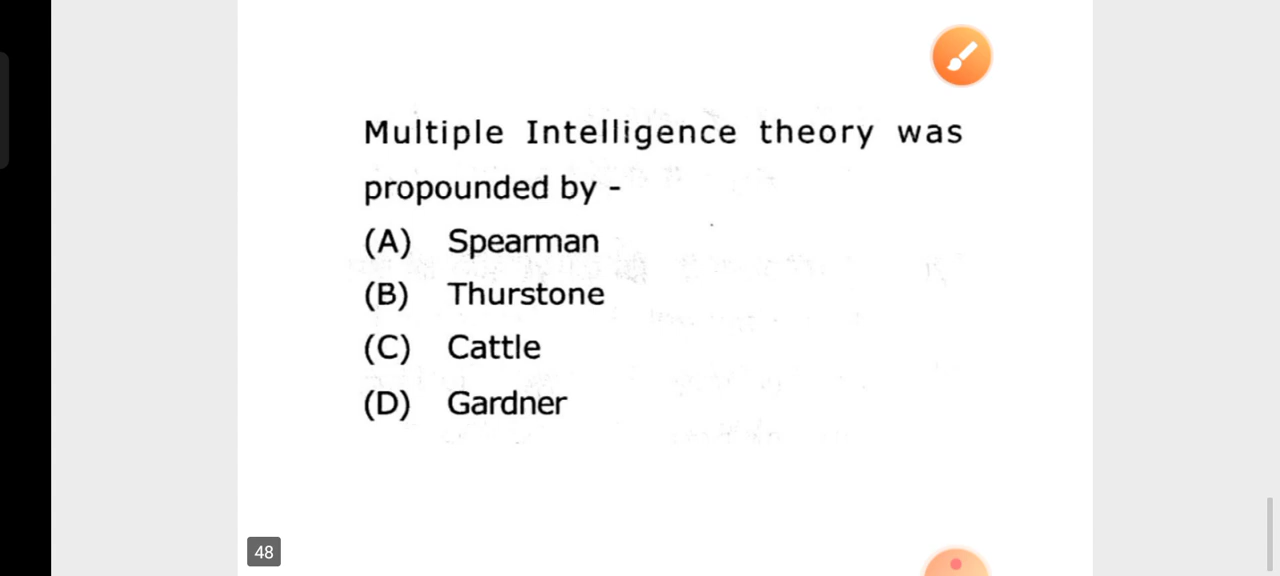 Multiple Intelligence theory was
propounded by -
(A) Spearman
(B) Thurstone
(C) Cattle
(D) Gardner
48